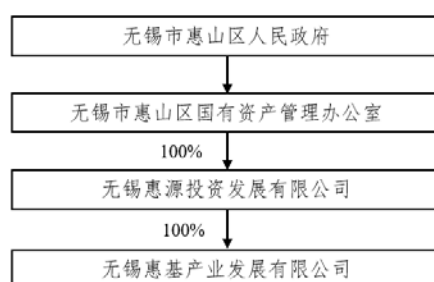 无锡市惠山区人民政府
无锡市惠山区国有资产管理办公室
100%
无锡惠源投资发展有限公司
100%
无锡惠基产业发展有限公司